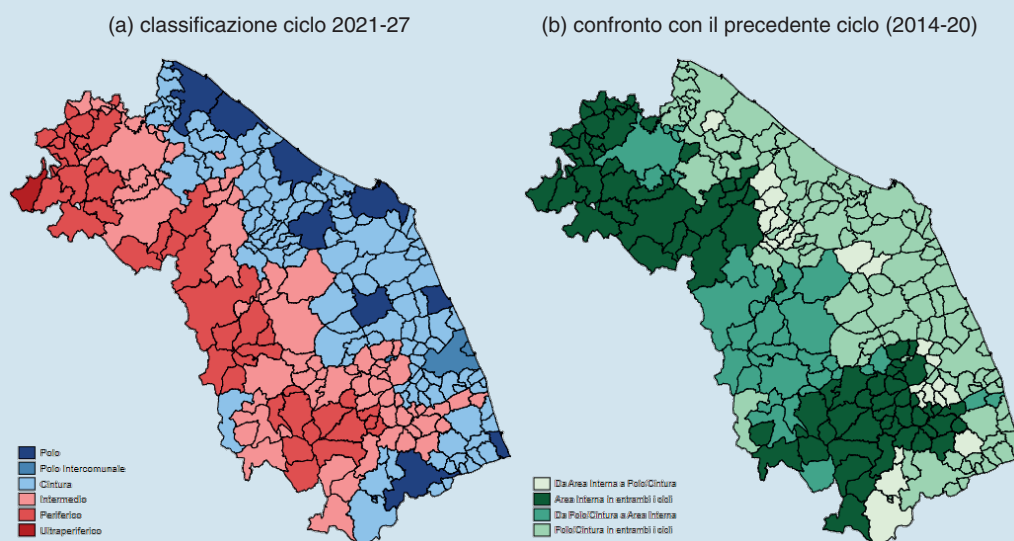 (a) classificazione ciclo 2021-27
(b) confronto con il precedente ciclo (2014-20)
Polo
Polo Intercomunale
Cintura
Intermedio
Periferico
Ultraperiferico
Da Area Interna a Polo/Cintura
Area Interna in entrambi i cicli
Da Polo/Cintura a Area Interna
Polo/Cintura in entrambi i cicli